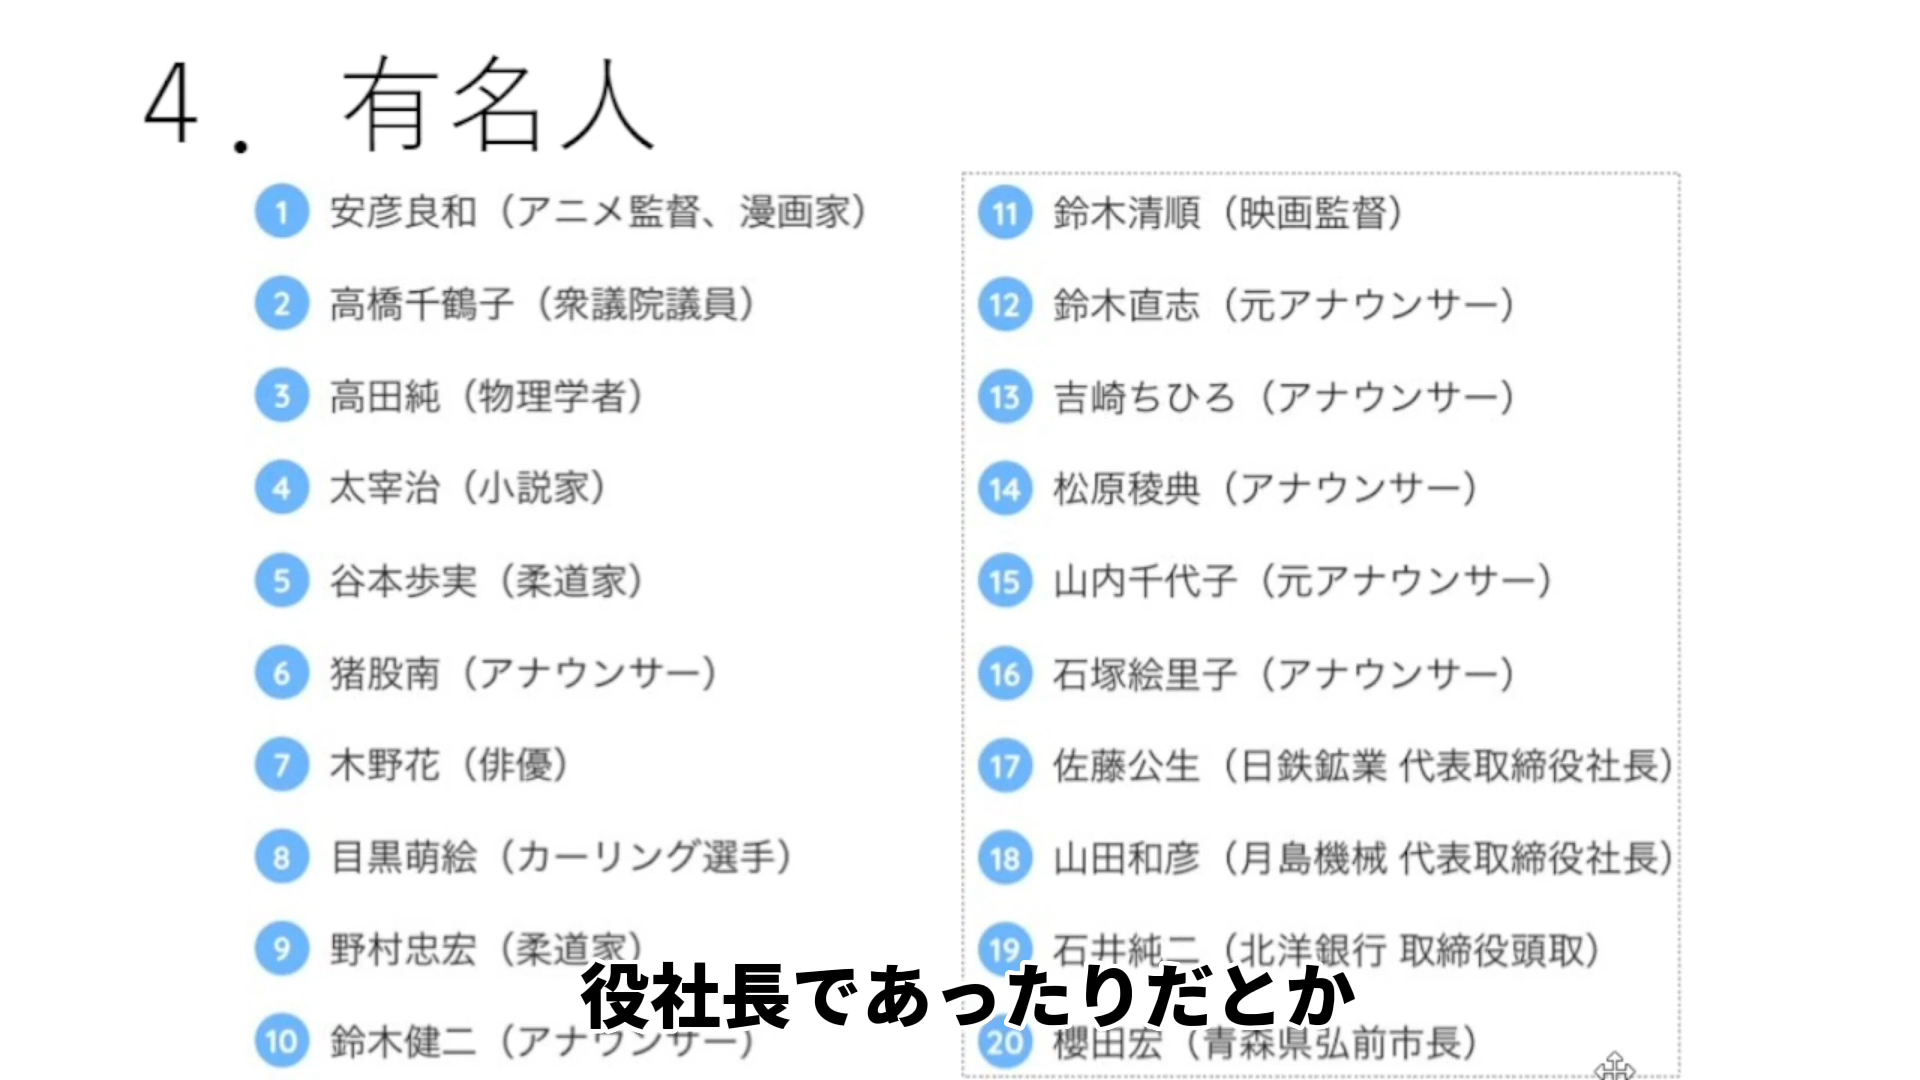 4. 有名人
1 安彦良和（アニメ監督、漫画家）
2 高橋千鶴子（衆議院議員）
3 高田純（物理学者）
4 太宰治（小説家）
5 谷本歩実（柔道家）
6 猪股南（アナウンサー）
7 木野花（俳優）
8 目黒萌絵（カーリング選手）
9 野村忠宏（柔道家）
10 鈴木健二（アナウンサー）
11 鈴木清順（映画監督）
12 鈴木直志（元アナウンサー）
13 吉崎ちひろ（アナウンサー）
14 松原稜典（アナウンサー）
15 山内千代子（元アナウンサー）
16 石塚絵里子（アナウンサー）
17 佐藤公生（日鉄鉱業 代表取締役社長）
18 山田和彦（月島機械 代表取締役社長）
19 石井純二（北洋銀行 取締役頭取）
20 櫻田宏（青森県弘前市長）
役社長であったりだとか